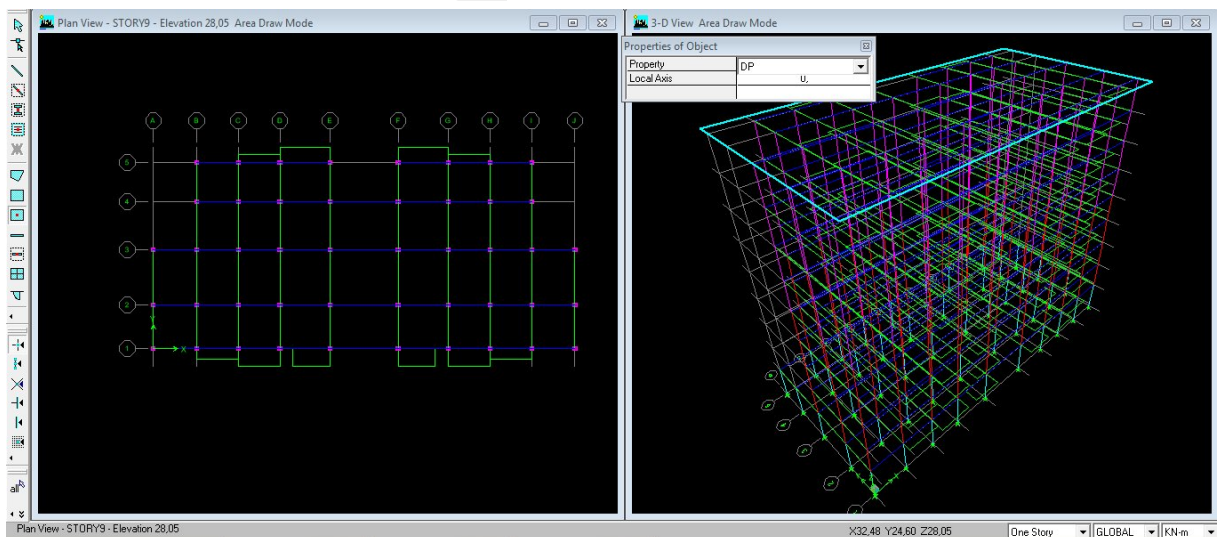 Plan View - STORY9 - Elevation 28,05 Area Draw Mode
3-D View Area Draw Mode
Properties of Object
Property DP
Local Axis
A B C D E F G H I J
5
4
3
2
1
Y
X
all
Plan View - STORY9 - Elevation 28,05
X32,48 Y24,60 Z28,05
One Story
GLOBAL
KN-m